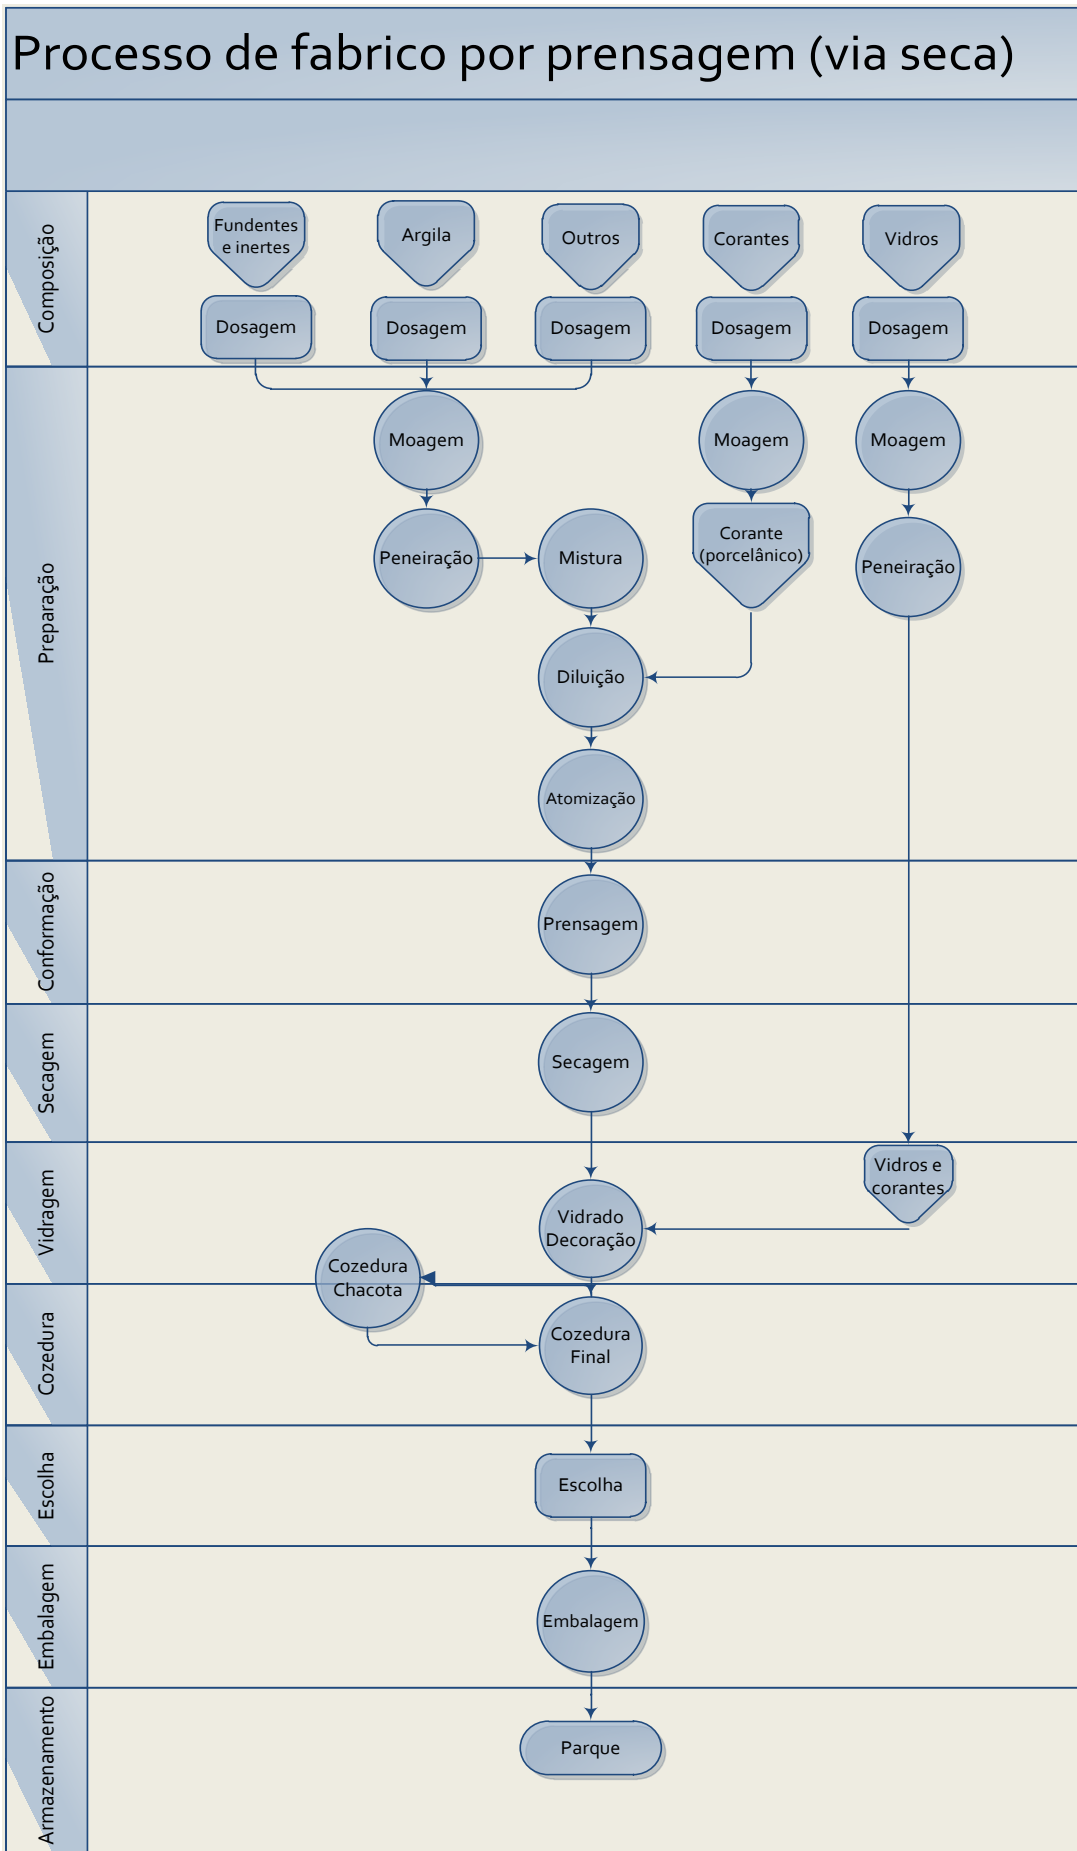 Processo de fabrico por prensagem (via seca)
Composição
Fundentes
e inertes
Argila
Outros
Corantes
Vidros
Dosagem
Dosagem
Dosagem
Dosagem
Dosagem
Preparação
Moagem
Moagem
Moagem
Peneiração
Mistura
Corante
(porcelânico)
Peneiração
Diluição
Atomização
Conformação
Prensagem
Secagem
Secagem
Vidragem
Vidros e
corantes
Vidrado
Decoração
Cozedura
Chacota
Cozedura
Cozedura
Final
Escolha
Escolha
Embalagem
Embalagem
Armazenamento
Parque